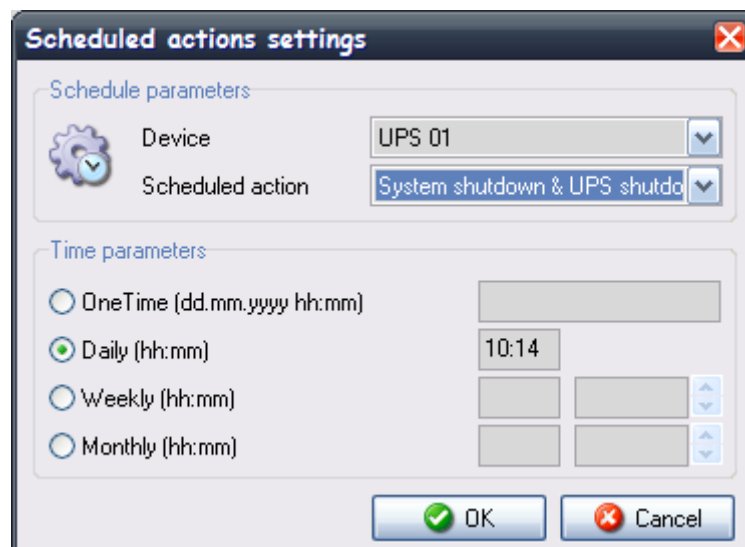 Scheduled actions settings
Schedule parameters
Device UPS 01
Scheduled action System shutdown & UPS shutdo
Time parameters
OneTime (dd.mm.yyyy hh:mm)
Daily (hh:mm) 10:14
Weekly (hh:mm)
Monthly (hh:mm)
OK Cancel